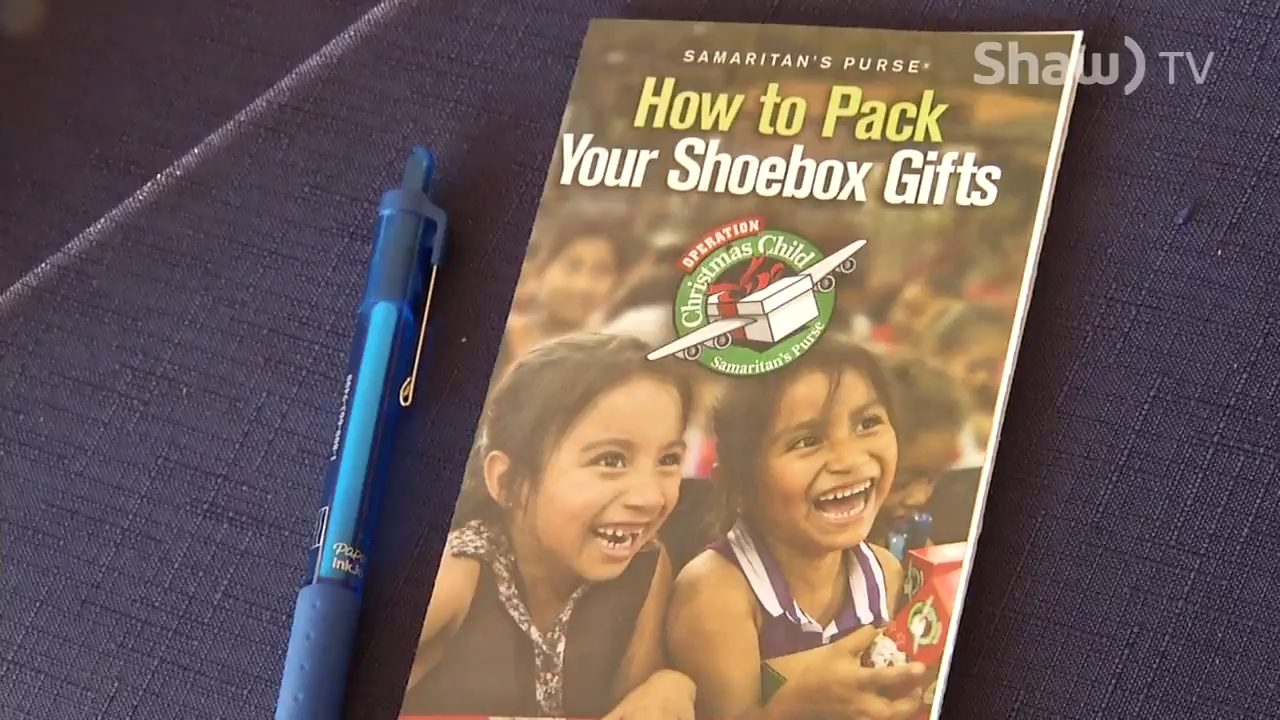 SAMARITAN'S PURSE®
Shaw) TV
How to Pack
Your Shoebox Gifts
OPERATION
Christmas Child
Samaritan's Purse